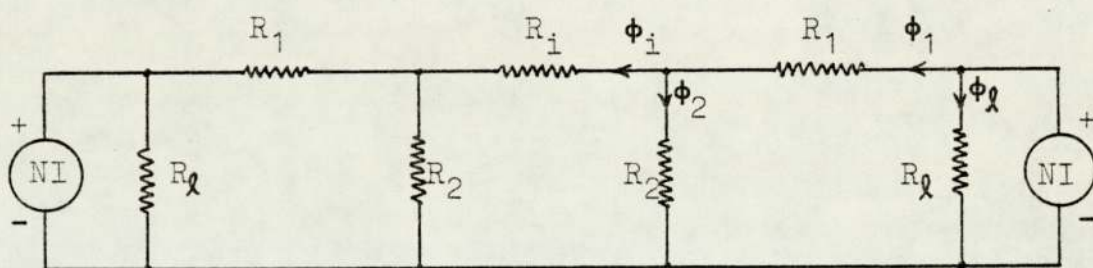 R₁ Rᵢ ϕᵢ R₁ ϕ₁
+ ϕ₂ ϕℓ +
NI Rℓ R₂ R₂ Rℓ NI
- -